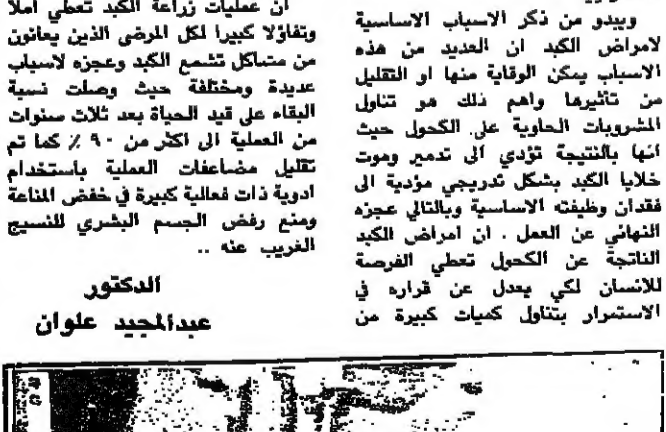 ويبدو من ذكر الاسباب الاساسية
لامراض الكبد ان العديد من هذه
الاسباب يمكن الوقاية منها او التقليل
من تأثيرها واهم ذلك هو تناول
المشروبات الحاوية على الكحول حيث
انها بالنتيجة تؤدي الى تدمير وموت
خلايا الكبد بشكل تدريجي مؤدية الى
فقدان وظيفته الاساسية وبالتالي عجزه
النهائي عن العمل . ان امراض الكبد
الناتجة عن الكحول تعطي الفرصة
للانسان لكي يعدل عن قراره في
الاستمرار بتناول كميات كبيرة من
ان عمليات زراعة الكبد تعطي املا
وتفاؤلا كبيرا لكل المرضى الذين يعانون
من مشاكل تشمع الكبد وعجزه لاسباب
عديدة ومختلفة حيث وصلت نسبة
البقاء على قيد الحياة بعد ثلاث سنوات
من العملية الى اكثر من ٩٠ ٪ كما تم
تقليل مضاعفات العملية باستخدام
ادوية ذات فعالية كبيرة في خفض المناعة
ومنع رفض الجسم البشري للنسيج
الغريب عنه ..
الدكتور
عبدالمجيد علوان